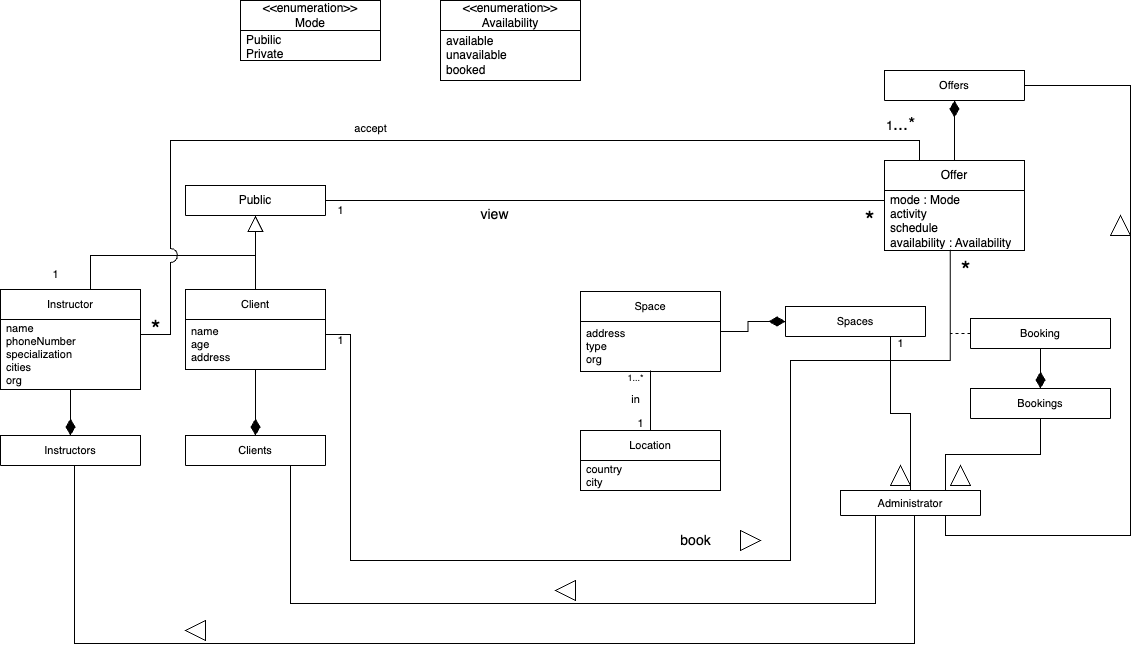 <<enumeration>>
Mode
Pubilic
Private
<<enumeration>>
Availability
available
unavailable
booked
Offers
1...*
accept
Offer
mode : Mode
activity
schedule
availability : Availability
Public
1
view
*
*
1
Instructor
name
phoneNumber
specialization
cities
org
*
Client
name
age
address
1
Space
address
type
org
Spaces
1
Booking
1...*
in
1
Bookings
Instructors
Clients
Location
country
city
Administrator
book